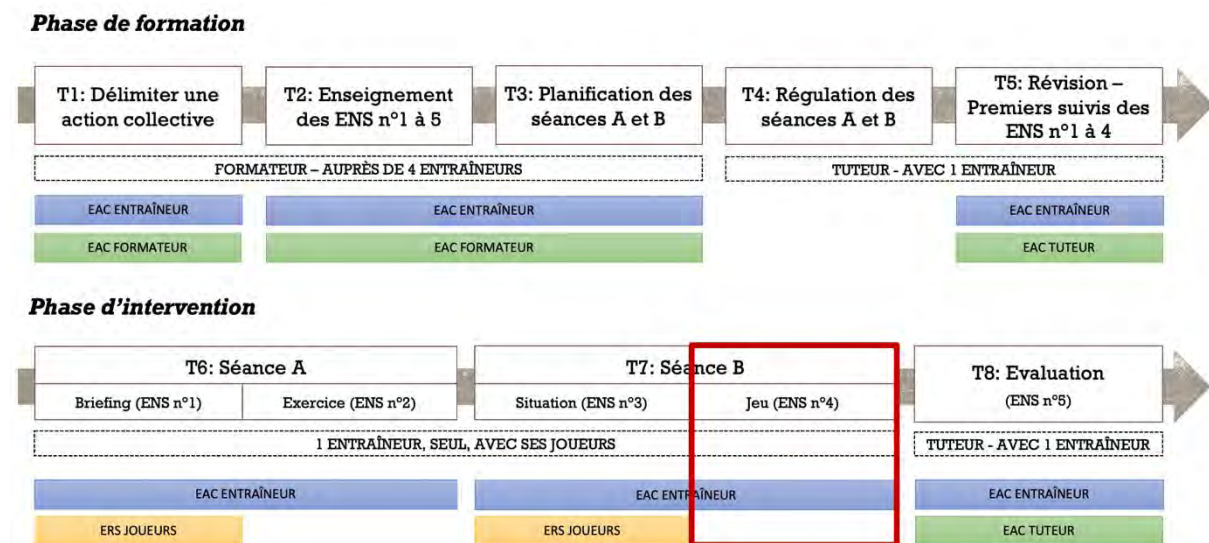 Phase de formation
T1: Délimiter une
action collective
T2: Enseignement
des ENS n°1 à 5
T3: Planification des
séances A et B
T4: Régulation des
séances A et B
T5: Révision –
Premiers suivis des
ENS n°1 à 4
FORMATEUR – AUPRÈS DE 4 ENTRAÎNEURS
TUTEUR - AVEC 1 ENTRAÎNEUR
EAC ENTRAÎNEUR
EAC ENTRAÎNEUR
EAC ENTRAÎNEUR
EAC FORMATEUR
EAC FORMATEUR
EAC TUTEUR
Phase d'intervention
T6: Séance A
T7: Séance B
T8: Evaluation
(ENS n°5)
Briefing (ENS n°1)
Exercice (ENS n°2)
Situation (ENS n°3)
Jeu (ENS n°4)
1 ENTRAÎNEUR, SEUL, AVEC SES JOUEURS
TUTEUR - AVEC 1 ENTRAÎNEUR
EAC ENTRAÎNEUR
EAC ENTRAÎNEUR
EAC ENTRAÎNEUR
ERS JOUEURS
ERS JOUEURS
EAC TUTEUR